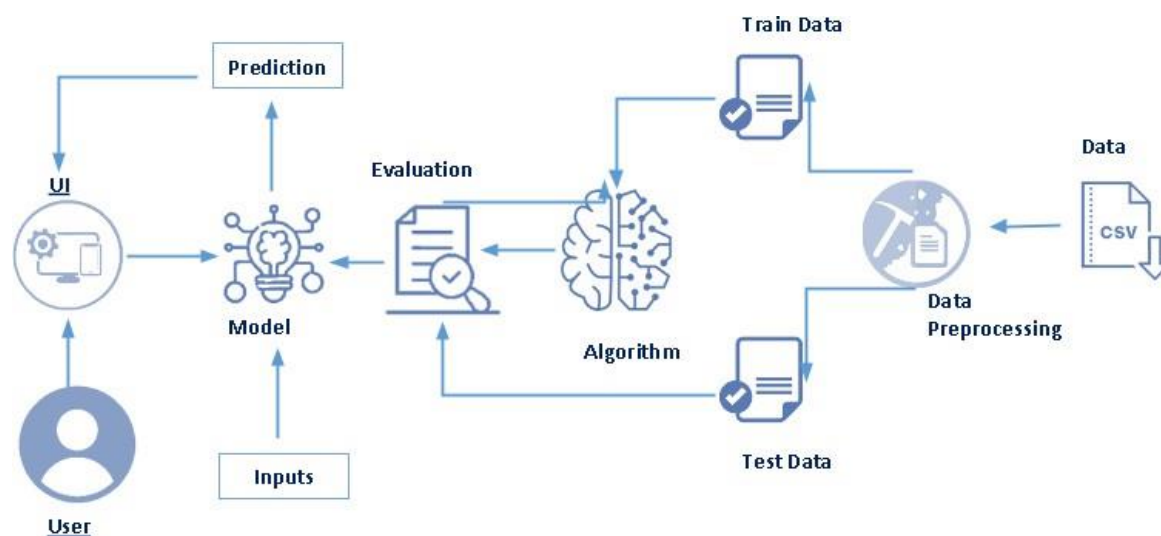 Train Data
Prediction
Data
Evaluation
UI
CSV
Model
Data
Preprocessing
Algorithm
Inputs
Test Data
User